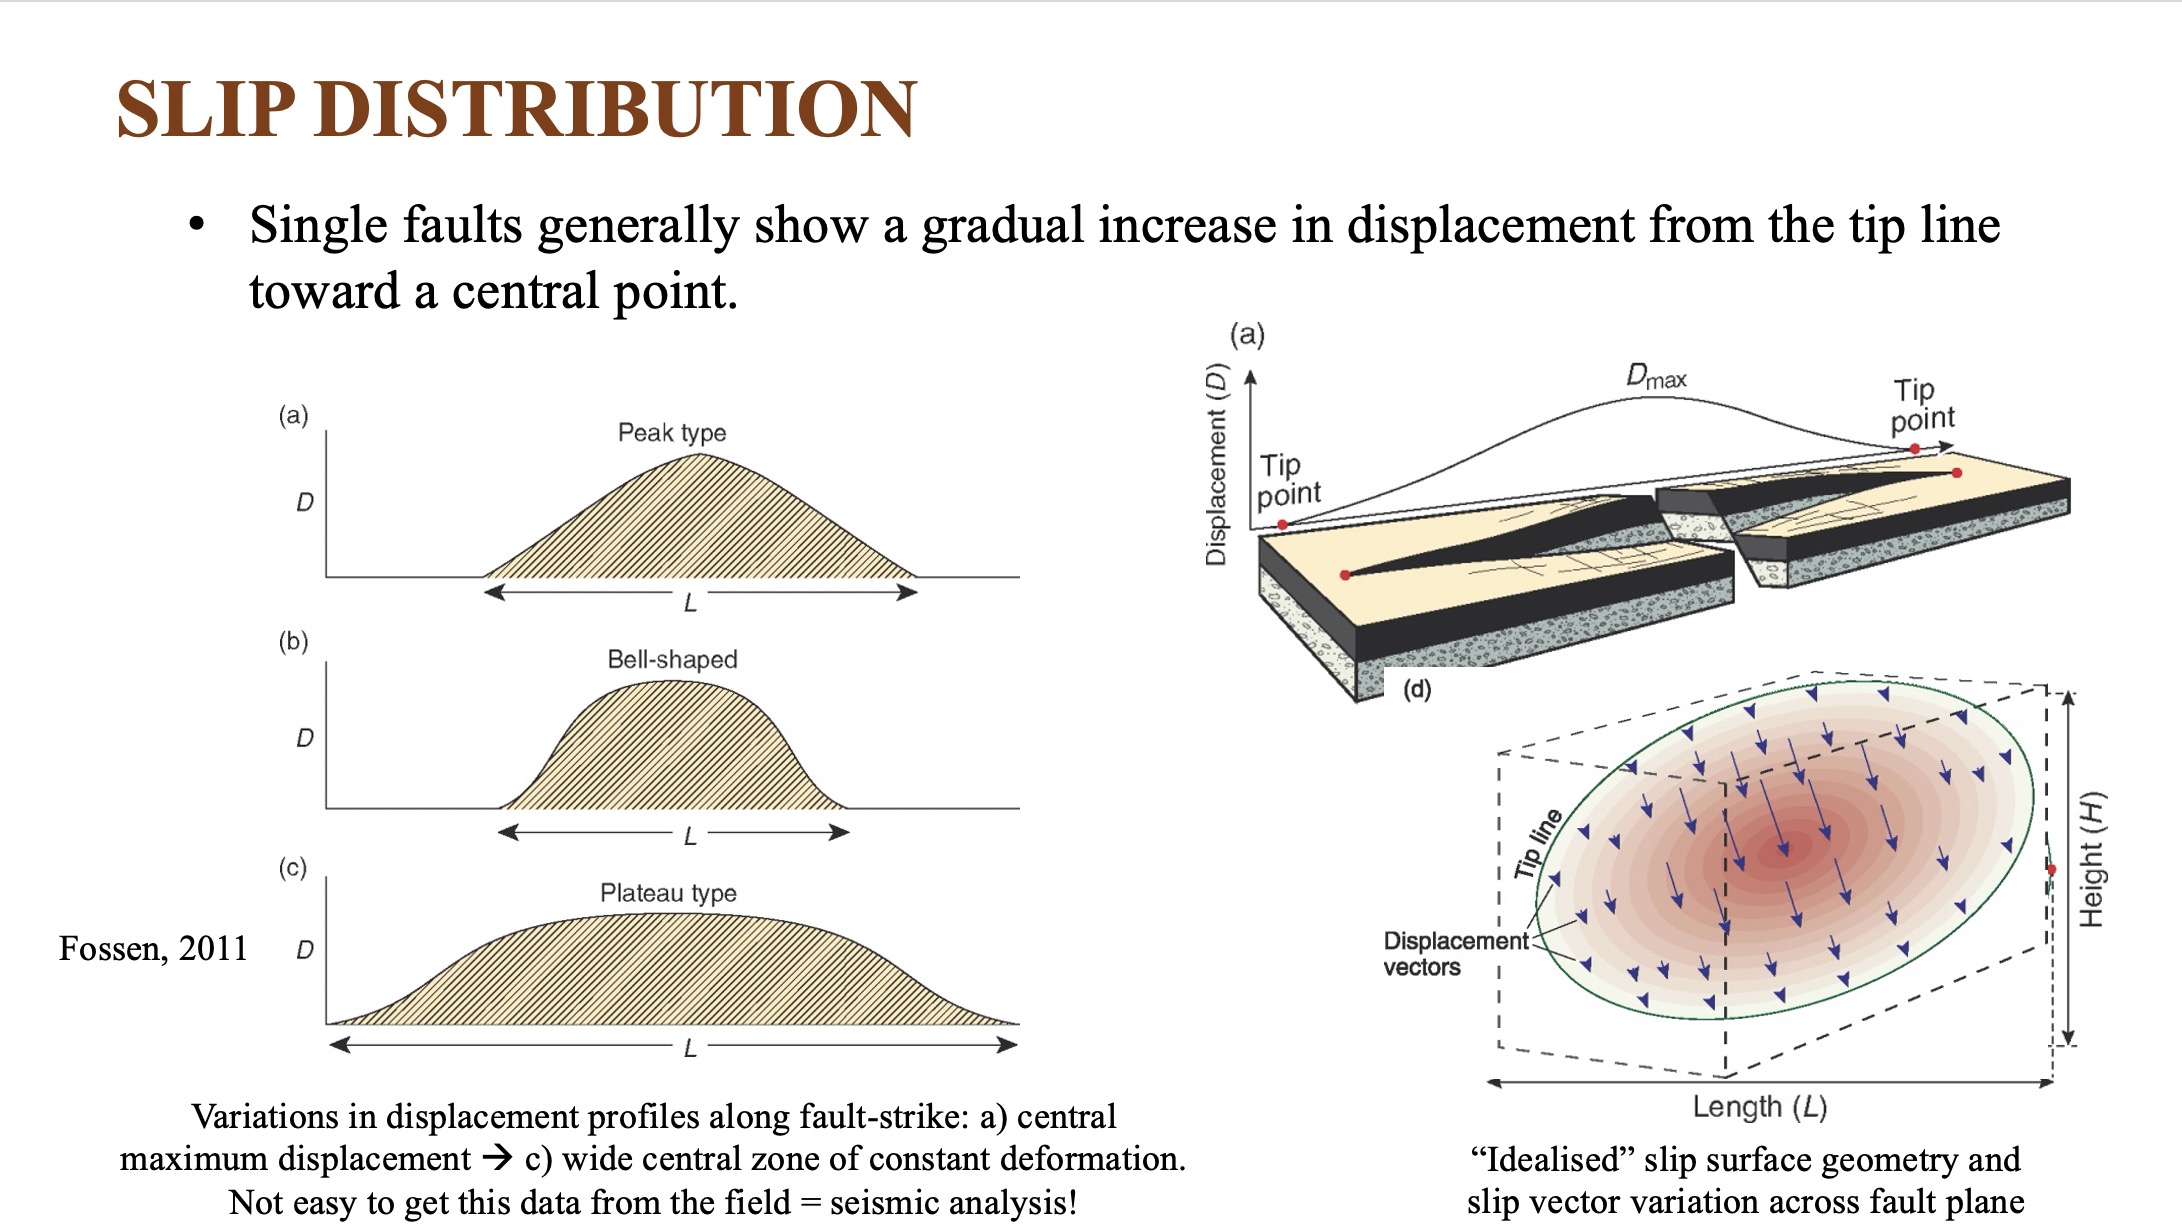 SLIP DISTRIBUTION
• Single faults generally show a gradual increase in displacement from the tip line
toward a central point.
(a)
Peak type
D
L
(b)
Bell-shaped
D
L
(c)
Plateau type
D
L
Fossen, 2011
Variations in displacement profiles along fault-strike: a) central
maximum displacement → c) wide central zone of constant deformation.
Not easy to get this data from the field = seismic analysis!
(a)
Displacement (D)
Dmax
Tip
point
Tip
point
(d)
Tip line
Displacement
vectors
Height (H)
Length (L)
“Idealised” slip surface geometry and
slip vector variation across fault plane